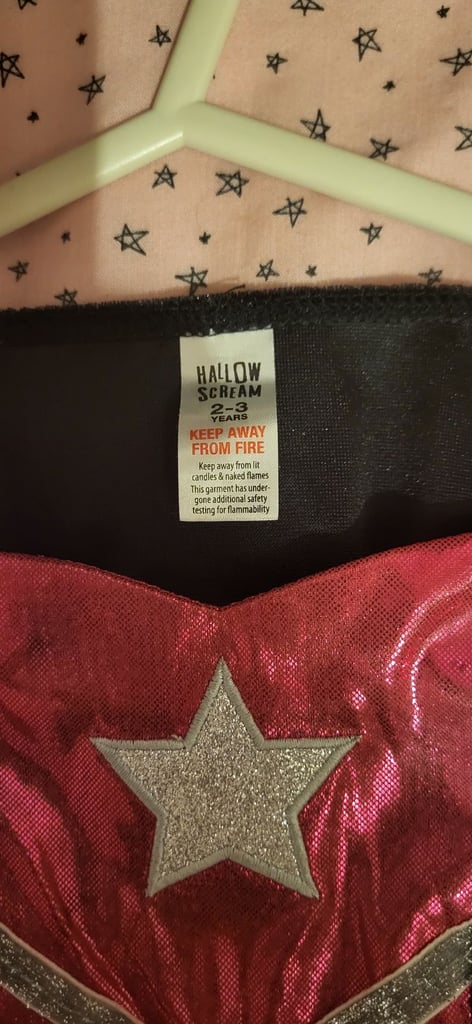 HALLOW
SCREAM
2-3
YEARS
KEEP AWAY
FROM FIRE
Keep away from lit
candles & naked flames
This garment has under-
gone additional safety
testing for flammability